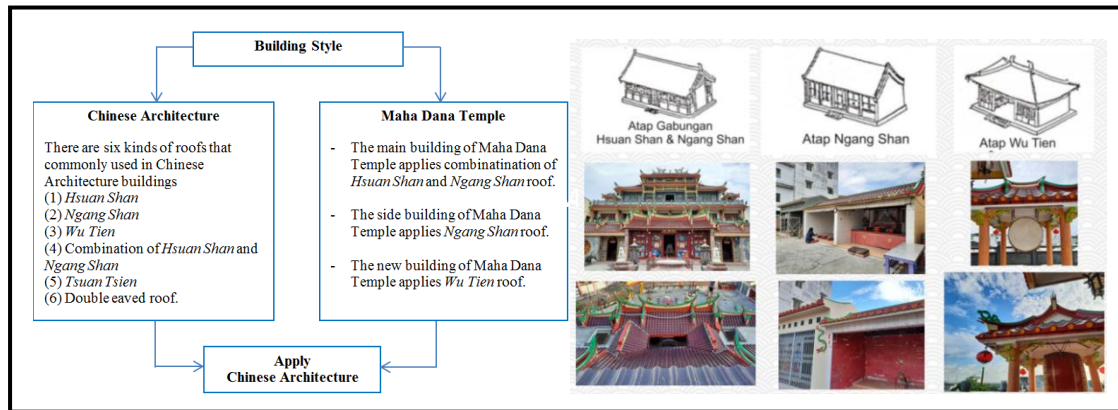 Building Style
Chinese Architecture
There are six kinds of roofs that
commonly used in Chinese
Architecture buildings
(1) Hsuan Shan
(2) Ngang Shan
(3) Wu Tien
(4) Combination of Hsuan Shan and
Ngang Shan
(5) Tsuan Tsien
(6) Double eaved roof.
Maha Dana Temple
- The main building of Maha Dana
Temple applies combinatination of
Hsuan Shan and Ngang Shan roof.
- The side building of Maha Dana
Temple applies Ngang Shan roof.
- The new building of Maha Dana
Temple applies Wu Tien roof.
Apply
Chinese Architecture
Atap Gabungan
Hsuan Shan & Ngang Shan
Atap Ngang Shan
Atap Wu Tien